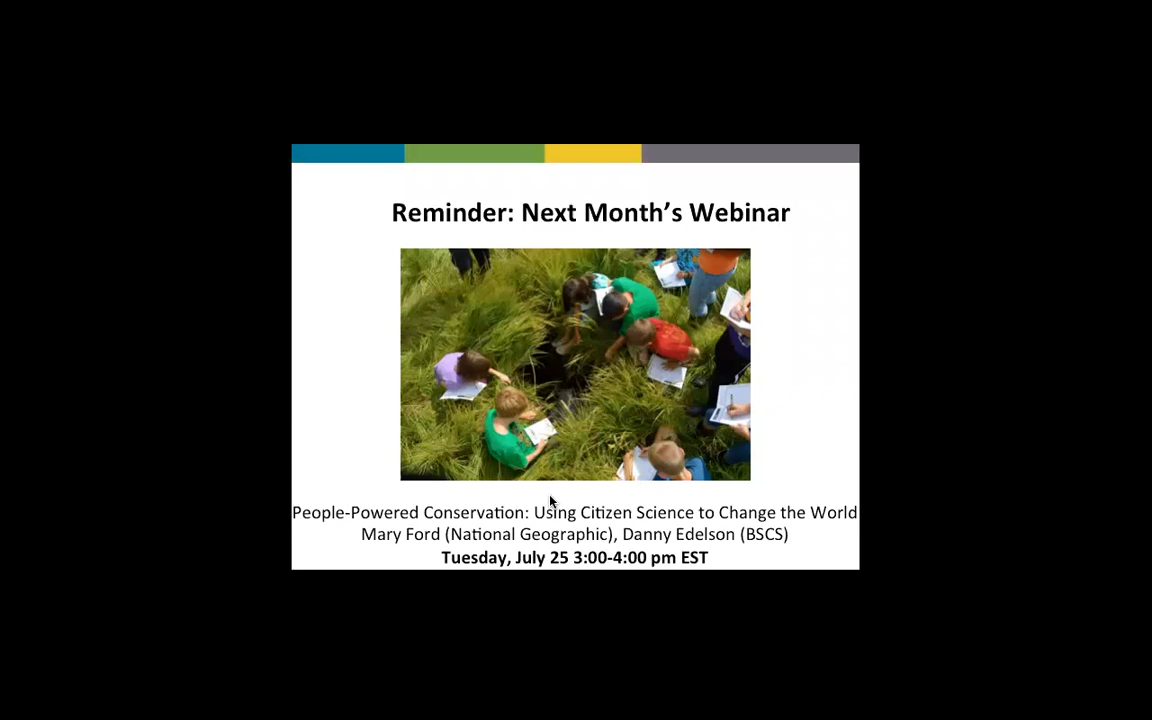 Reminder: Next Month’s Webinar
People-Powered Conservation: Using Citizen Science to Change the World
Mary Ford (National Geographic), Danny Edelson (BSCS)
Tuesday, July 25 3:00-4:00 pm EST